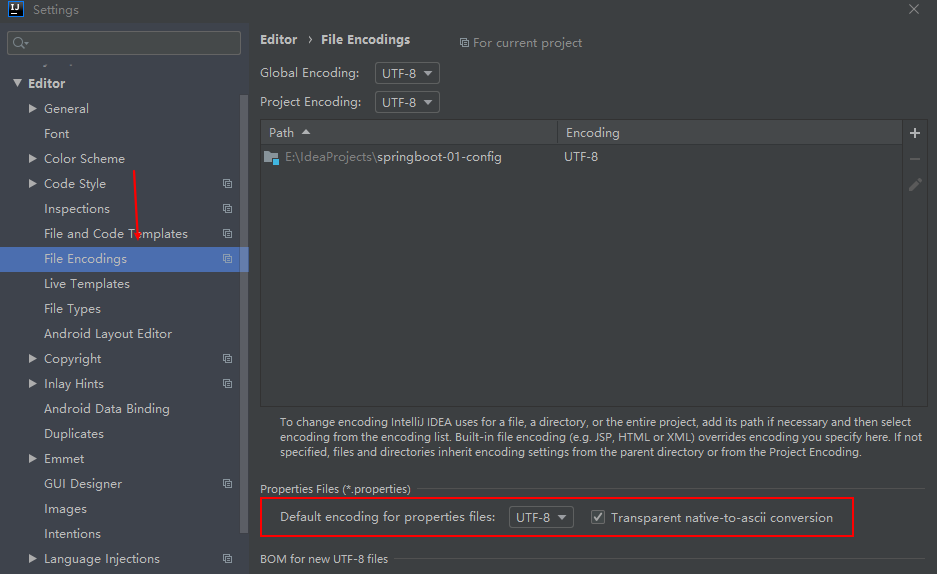 IJ
Settings
Editor
General
Font
Color Scheme
Code Style
Inspections
File and Code Templates
File Encodings
Live Templates
File Types
Android Layout Editor
Copyright
Inlay Hints
Android Data Binding
Duplicates
Emmet
GUI Designer
Images
Intentions
Language Injections
Editor › File Encodings
For current project
Global Encoding: UTF-8
Project Encoding: UTF-8
Path Encoding
E:\IdeaProjects\springboot-01-config UTF-8
To change encoding IntelliJ IDEA uses for a file, a directory, or the entire project, add its path if necessary and then select
encoding from the encoding list. Built-in file encoding (e.g. JSP, HTML or XML) overrides encoding you specify here. If not
specified, files and directories inherit encoding settings from the parent directory or from the Project Encoding.
Properties Files (*.properties)
Default encoding for properties files: UTF-8 Transparent native-to-ascii conversion
BOM for new UTF-8 files